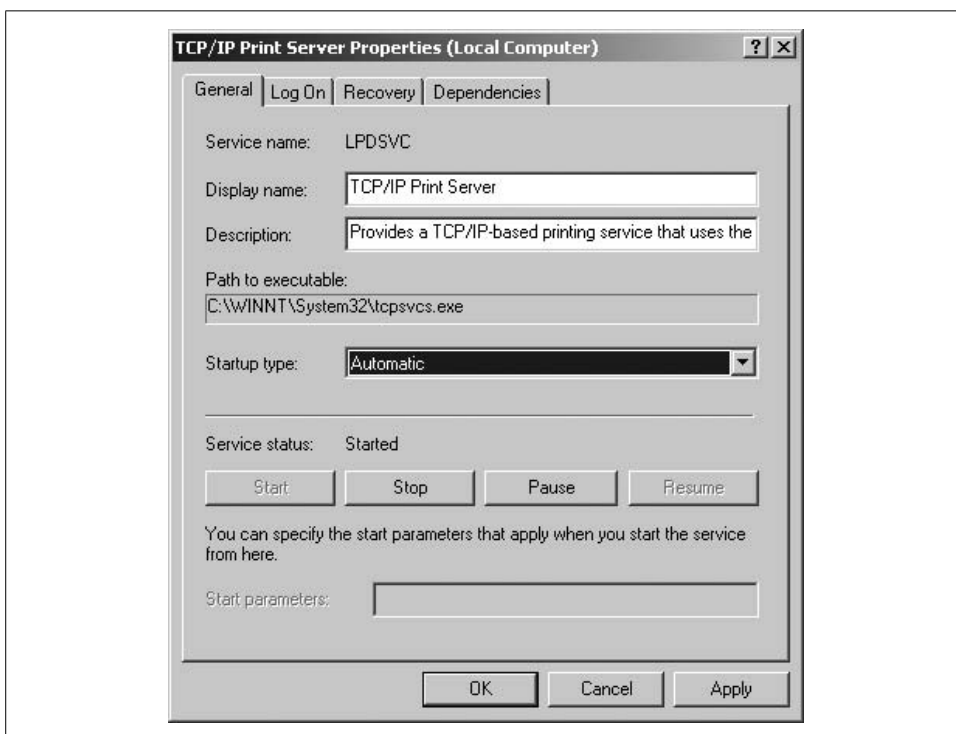 TCP/IP Print Server Properties (Local Computer)
General Log On Recovery Dependencies
Service name: LPDSVC
Display name: TCP/IP Print Server
Description: Provides a TCP/IP-based printing service that uses the
Path to executable:
C:\WINNT\System32\tcpsvcs.exe
Startup type: Automatic
Service status: Started
Start Stop Pause Resume
You can specify the start parameters that apply when you start the service
from here.
Start parameters:
OK Cancel Apply